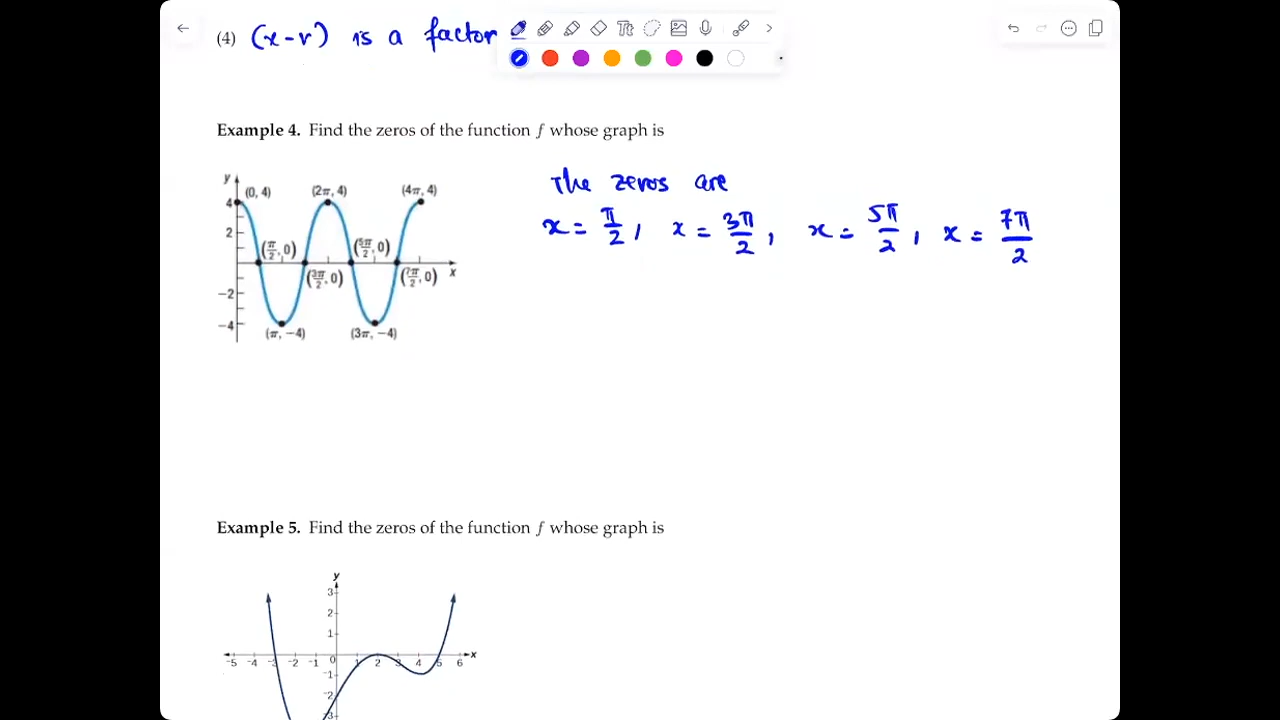 (4) (x-r) is a factor
Example 4. Find the zeros of the function f whose graph is
y
4
2
-2
-4
x
(0, 4)
(2π, 4)
(4π, 4)
(π/2, 0)
(5π/2, 0)
(3π/2, 0)
(7π/2, 0)
(π, −4)
(3π, −4)
The zeros are
x = π/2, x = 3π/2, x = 5π/2, x = 7π/2
Example 5. Find the zeros of the function f whose graph is
y
3
2
1
-5 -4 -3 -2 -1 0 1 2 3 4 5 6 x
-1
-2
-3